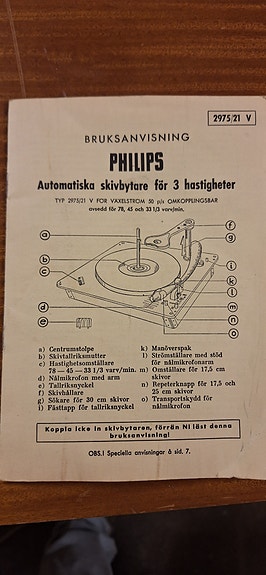 2975/21 V
BRUKSANVISNING
PHILIPS
Automatiska skivbytare för 3 hastigheter
TYP 2975/21 V FÖR VÄXELSTRÖM 50 p/s OMKOPPLINGSBAR
avsedd för 78, 45 och 33 1/3 varv/min.
a
b
c
d
e
f
g
i
k
l
m
n
o
a) Centrumstolpe
b) Skivtallriksmutter
c) Hastighetsomställare
78 — 45 — 33 1/3 varv/min.
d) Nålmikrofon med arm
e) Tallriksnyckel
f) Skivhållare
g) Sökare för 30 cm skivor
i) Fästtapp för tallriksnyckel
k) Manöverspak
l) Strömställare med stöd
för nålmikrofonarm
m) Omställare för 17,5 cm
skivor
n) Repeterknapp för 17,5 och
25 cm skivor
o) Transportskydd för
nålmikrofon
Koppla icke in skivbytaren, förrän NI läst denna
bruksanvisning!
OBS.! Speciella anvisningar å sid. 7.